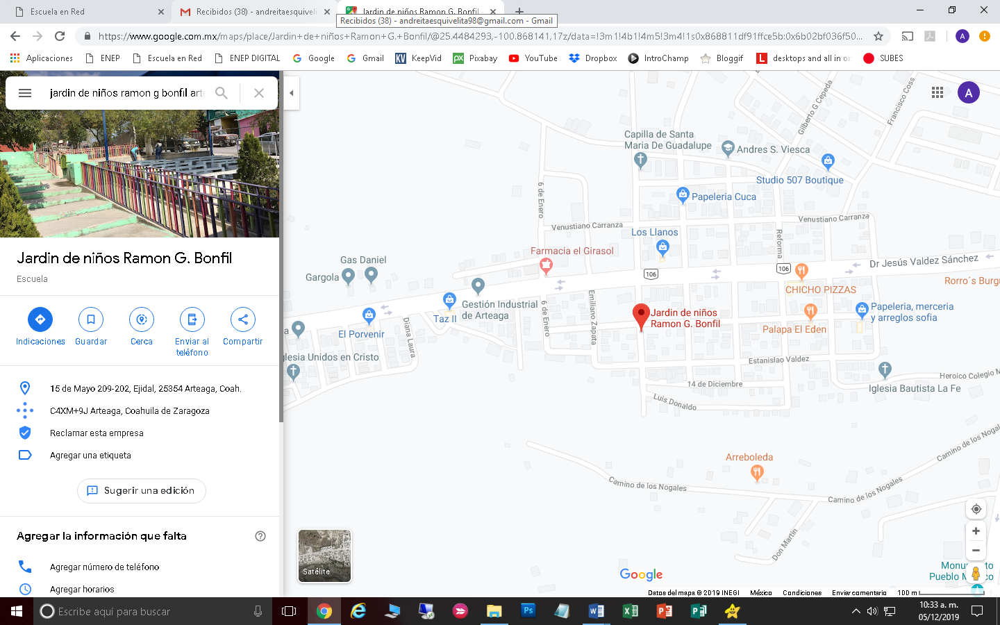 Escuela en Red
Recibidos (38) - andreitaesquiveli
Jardin de niños Ramon G. Bonfil
Recibidos (38) - andreitaesquivelita98@gmail.com - Gmail
https://www.google.com.mx/maps/place/Jardin+de+niños+Ramon+G.+Bonfil/@25.4484293,-100.868141,17z/data=!3m1!4b1!4m5!3m4!1s0x868811df91ffce5b:0x6b02bf036f50...
A
Aplicaciones
ENEP
Escuela en Red
ENEP DIGITAL
Google
Gmail
KeepVid
Pixabay
YouTube
Dropbox
IntroChamp
Bloggif
desktops and all in on
SUBES
jardin de niños ramon g bonfil arte
Jardin de niños Ramon G. Bonfil
Escuela
Indicaciones
Guardar
Cerca
Enviar al
teléfono
Compartir
15 de Mayo 209-202, Ejidal, 25354 Arteaga, Coah.
C4XM+9J Arteaga, Coahuila de Zaragoza
Reclamar esta empresa
Agregar una etiqueta
Sugerir una edición
Agregar la información que falta
Agregar número de teléfono
Agregar horarios
A
Gilberto G Cepeda
Francisco Coss
Capilla de Santa
Maria De Guadalupe
Andres S. Viesca
Studio 507 Boutique
6 de Enero
Papeleria Cuca
Venustiano Carranza
Venustiano Carranza
Los Llanos
Reforma
Farmacia el Girasol
Gas Daniel
Gargola
106
106
Dr Jesús Valdez Sánchez
Rorro´s Burg
CHICHO PIZZAS
Gestión Industrial
de Arteaga
Taz II
6 de Enero
Emiliano Zapata
Jardin de niños
Ramon G. Bonfil
Papeleria, merceria
y arreglos sofia
Palapa El Eden
El Porvenir
Diana Laura
glesia Unidos en Cristo
Estanislao Valdez
14 de Diciembre
Luis Donaldo
Heroico Colegio M
Iglesia Bautista La Fe
Arreboleda
Camino de los Nogales
Camino de los Nogales
Camino de los Nogales
Don Martin
Satélite
Google
Pueblo M
Datos del mapa © 2019 INEGI
México
Condiciones
Enviar comentario
100 m
Escribe aquí para buscar
10:33 a. m.
05/12/2019